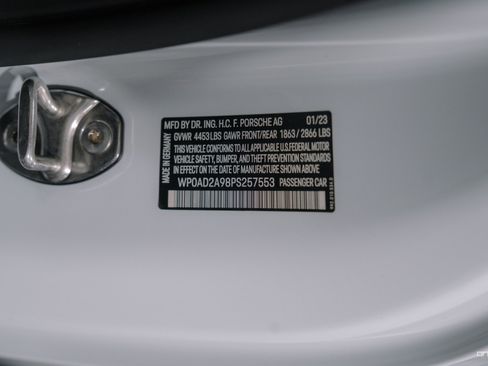 MFD BY DR. ING. H.C. F. PORSCHE AG 01/23
GVWR 4453 LBS GAWR FRONT/REAR 1863 / 2866 LBS
THIS VEHICLE CONFORMS TO ALL APPLICABLE U.S. FEDERAL MOTOR
VEHICLE SAFETY, BUMPER, AND THEFT PREVENTION STANDARDS
IN EFFECT ON THE DATE OF MANUFACTURE SHOWN ABOVE
WP0AD2A98PS257553 PASSENGER CAR
MADE IN GERMANY